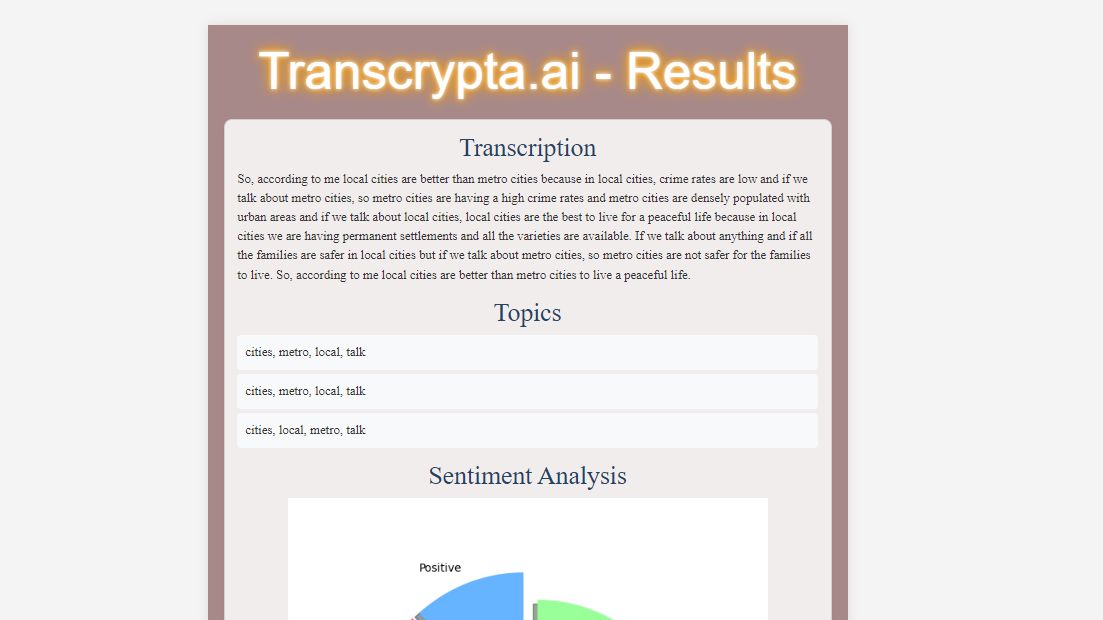 Transcrypta.ai - Results
Transcription
So, according to me local cities are better than metro cities because in local cities, crime rates are low and if we
talk about metro cities, so metro cities are having a high crime rates and metro cities are densely populated with
urban areas and if we talk about local cities, local cities are the best to live for a peaceful life because in local
cities we are having permanent settlements and all the varieties are available. If we talk about anything and if all
the families are safer in local cities but if we talk about metro cities, so metro cities are not safer for the families
to live. So, according to me local cities are better than metro cities to live a peaceful life.
Topics
cities, metro, local, talk
cities, metro, local, talk
cities, local, metro, talk
Sentiment Analysis
Positive